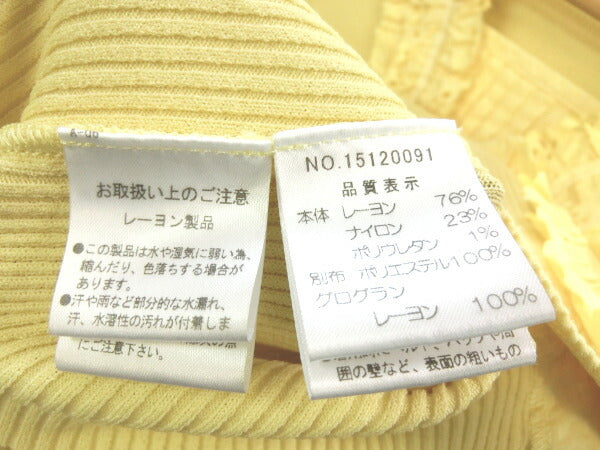 A-06
お取扱い上のご注意
レーヨン製品
●この製品は水や湿気に弱い為、
縮んだり、色落ちする場合が
あります。
●汗や雨など部分的な水濡れ、
汗、水溶性の汚れが付着しま
にご注意下さい。
NO.15120091
品質表示
本体 レーヨン 76%
ナイロン 23%
ポリウレタン 1%
別布 ポリエステル100%
グログラン
レーヨン 100%
囲の壁など、表面の粗いもの